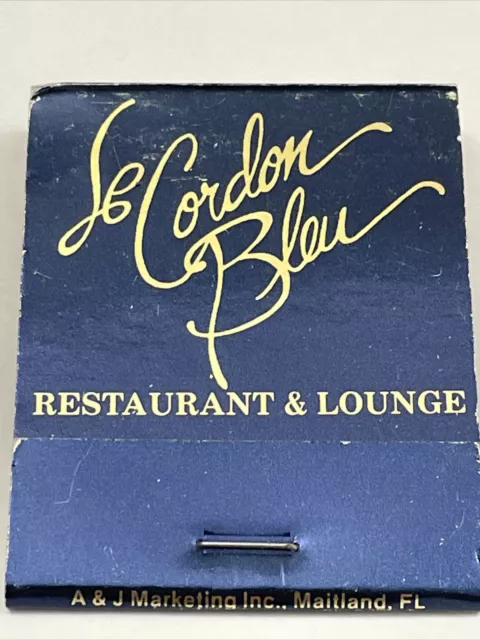 Le Cordon
Bleu
RESTAURANT & LOUNGE
A & J Marketing Inc., Maitland, FL